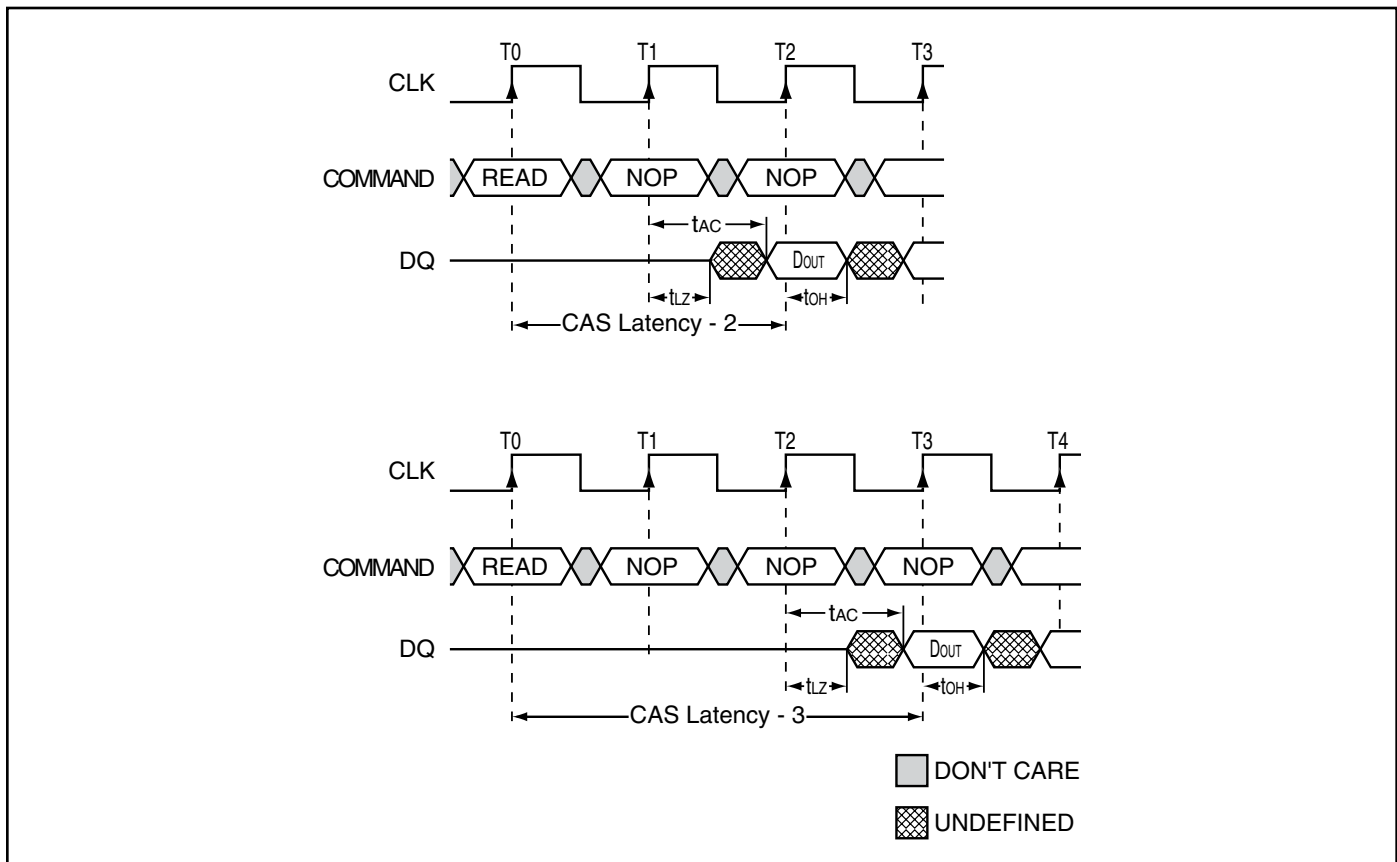 T0 T1 T2 T3
CLK
COMMAND READ NOP NOP
tAC
DQ DOUT
tLZ tOH
CAS Latency - 2
T0 T1 T2 T3 T4
CLK
COMMAND READ NOP NOP NOP
tAC
DQ DOUT
tLZ tOH
CAS Latency - 3
DON'T CARE
UNDEFINED